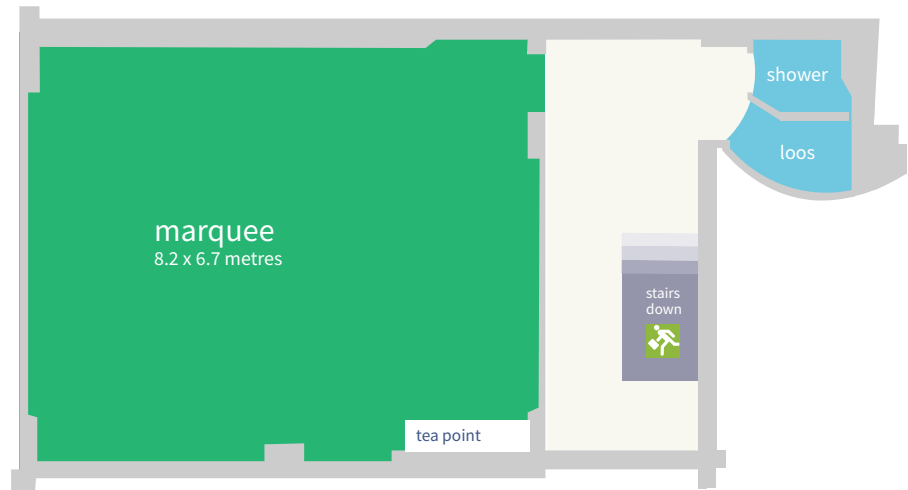 shower
loos
marquee
8.2 x 6.7 metres
stairs
down
tea point